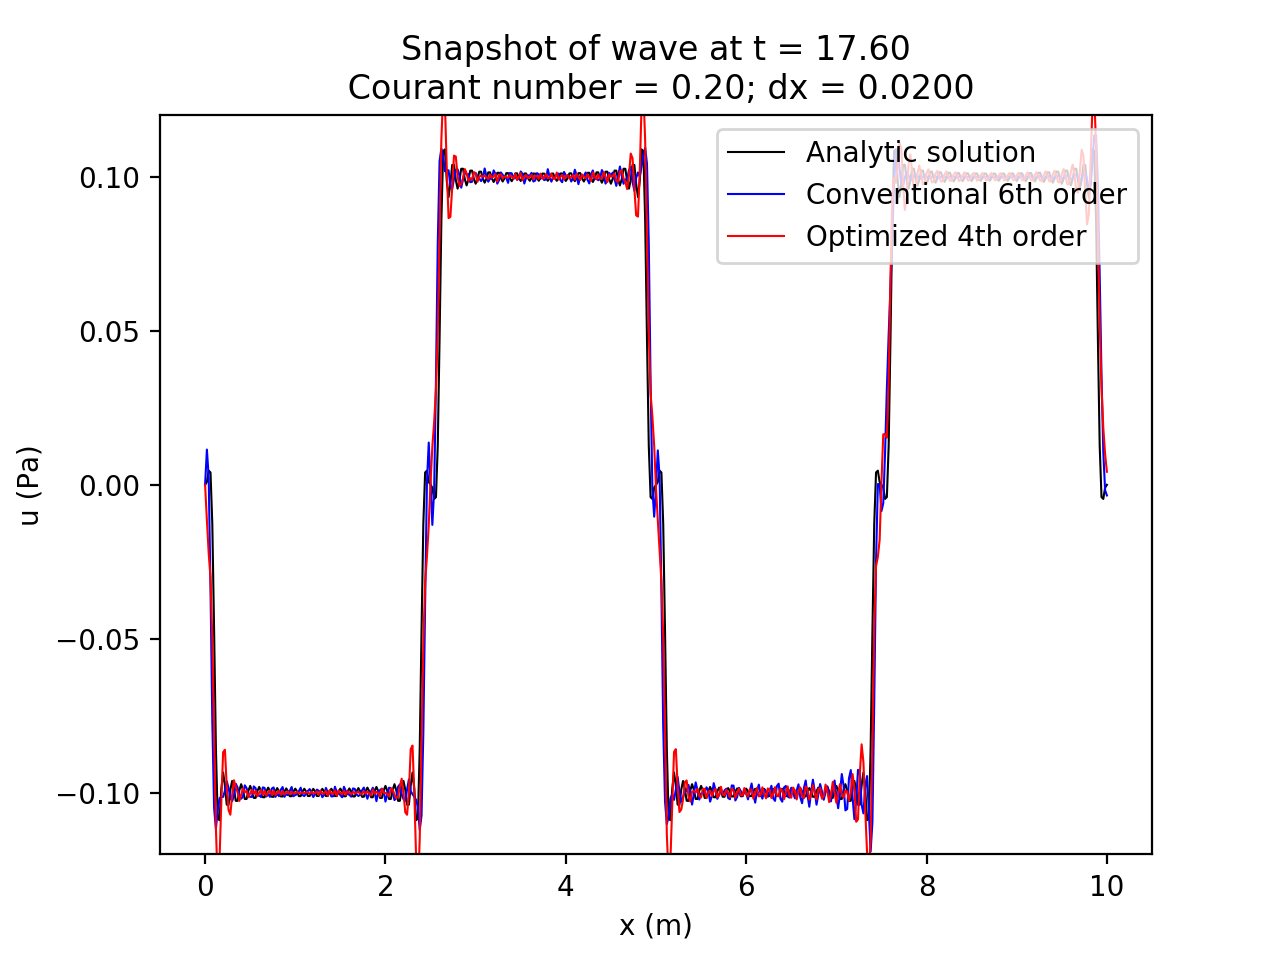 Snapshot of wave at t = 17.60
Courant number = 0.20; dx = 0.0200
Analytic solution
Conventional 6th order
Optimized 4th order
u (Pa)
0.10
0.05
0.00
−0.05
−0.10
0 2 4 6 8 10
x (m)